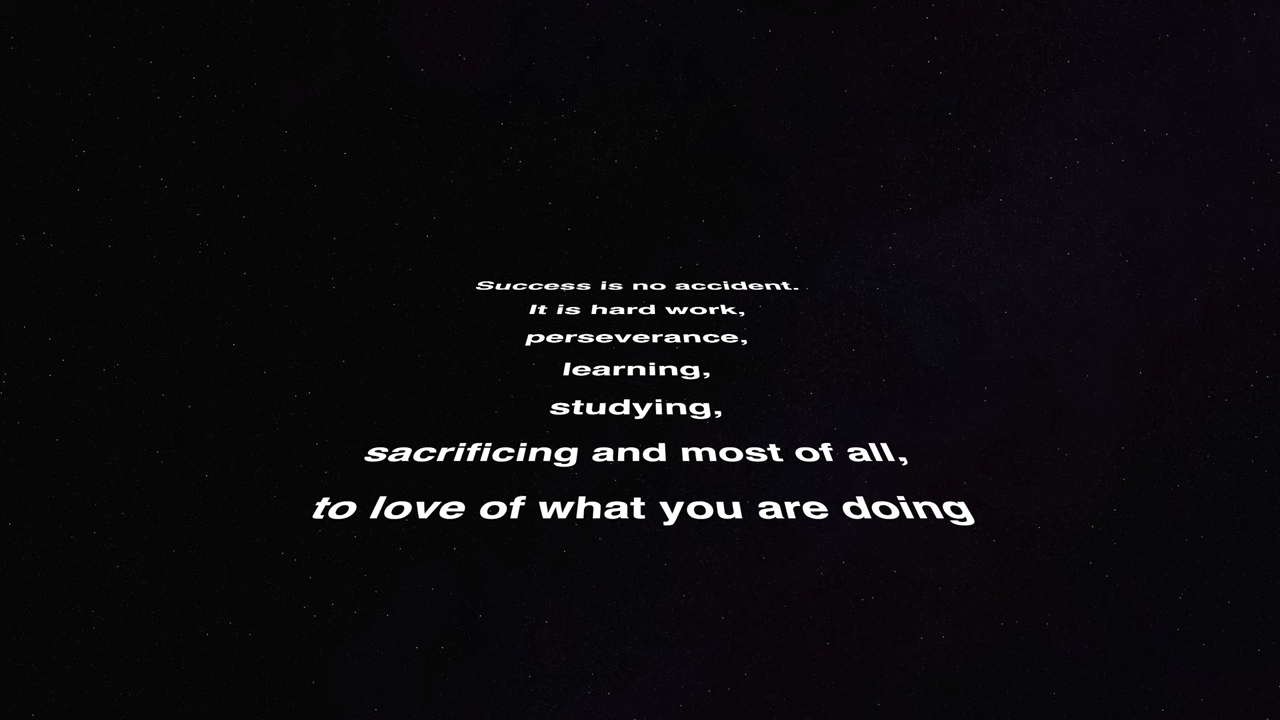 Success is no accident.
It is hard work,
perseverance,
learning,
studying,
sacrificing and most of all,
to love of what you are doing